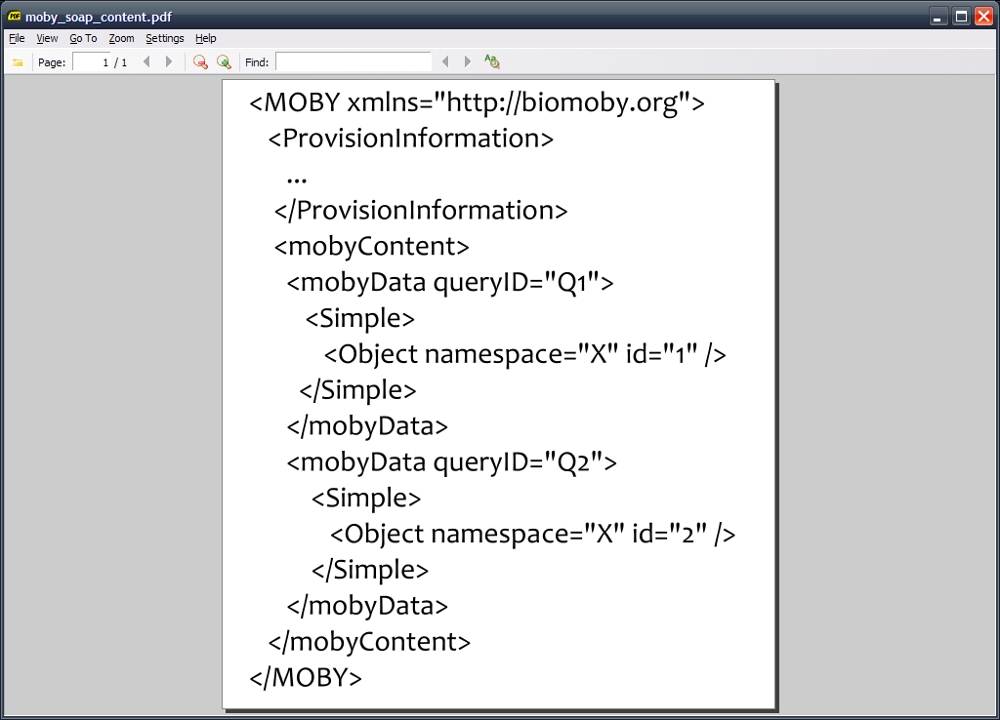 moby_soap_content.pdf
File View Go To Zoom Settings Help
Page: 1 / 1 Find:
<MOBY xmlns="http://biomoby.org">
<ProvisionInformation>
...
</ProvisionInformation>
<mobyContent>
<mobyData queryID="Q1">
<Simple>
<Object namespace="X" id="1" />
</Simple>
</mobyData>
<mobyData queryID="Q2">
<Simple>
<Object namespace="X" id="2" />
</Simple>
</mobyData>
</mobyContent>
</MOBY>